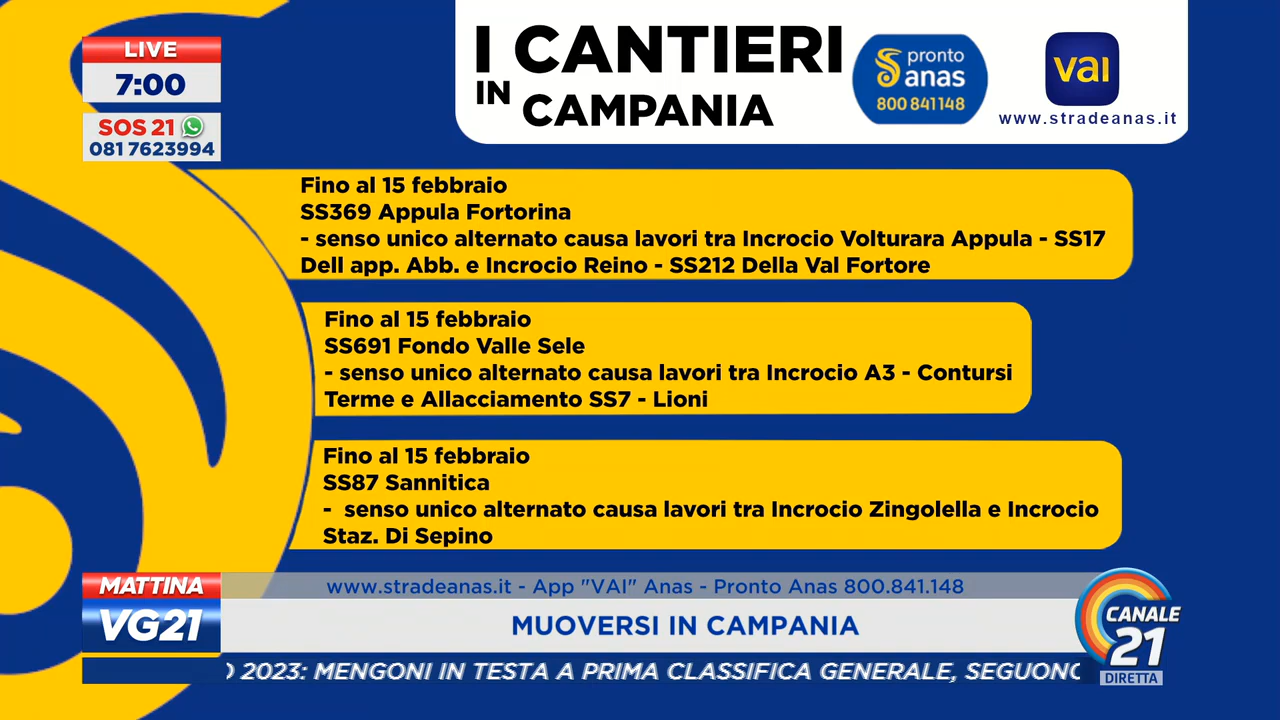 LIVE
7:00
SOS 21
081 7623994
I CANTIERI
IN CAMPANIA
pronto
anas
800 841 148
vai
www.stradeanas.it
Fino al 15 febbraio
SS369 Appula Fortorina
- senso unico alternato causa lavori tra Incrocio Volturara Appula - SS17
Dell app. Abb. e Incrocio Reino - SS212 Della Val Fortore
Fino al 15 febbraio
SS691 Fondo Valle Sele
- senso unico alternato causa lavori tra Incrocio A3 - Contursi
Terme e Allacciamento SS7 - Lioni
Fino al 15 febbraio
SS87 Sannitica
- senso unico alternato causa lavori tra Incrocio Zingolella e Incrocio
Staz. Di Sepino
MATTINA
VG21
www.stradeanas.it - App "VAI" Anas - Pronto Anas 800.841.148
MUOVERSI IN CAMPANIA
CANALE
21
DIRETTA
2023: MENGONI IN TESTA A PRIMA CLASSIFICA GENERALE, SEGUONO